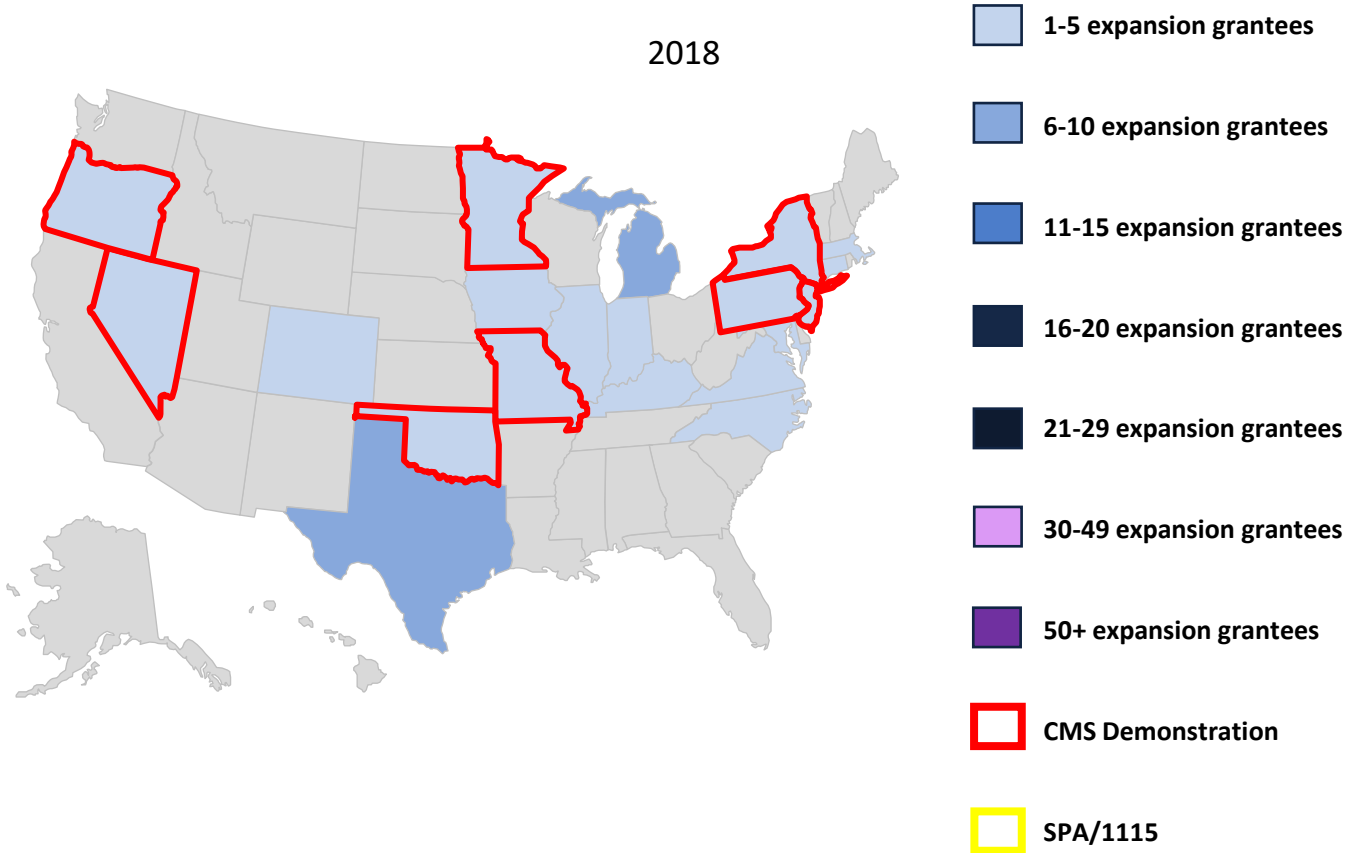 2018
1-5 expansion grantees
6-10 expansion grantees
11-15 expansion grantees
16-20 expansion grantees
21-29 expansion grantees
30-49 expansion grantees
50+ expansion grantees
CMS Demonstration
SPA/1115